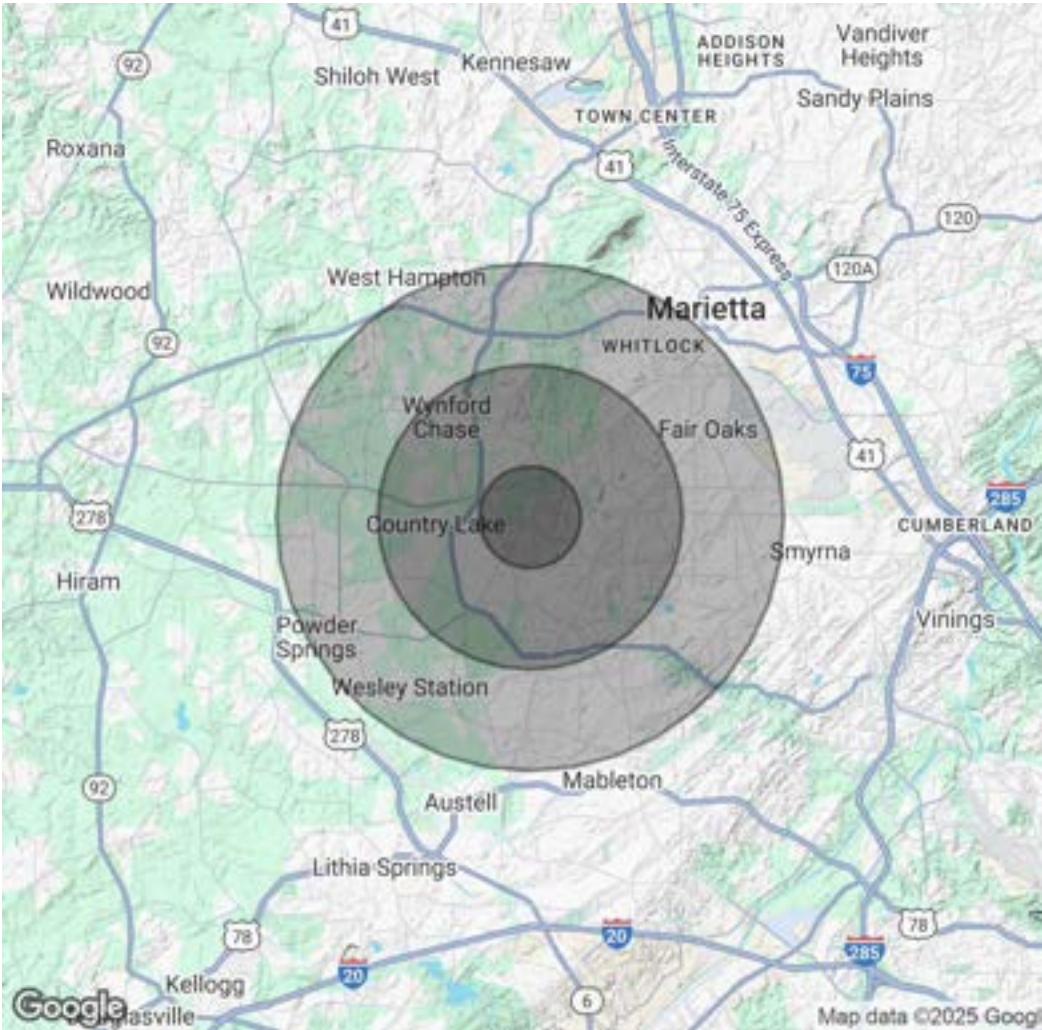 41
92
Shiloh West
Kennesaw
ADDISON
HEIGHTS
Vandiver
Heights
Sandy Plains
TOWN CENTER
Roxana
41
Interstate 75 Express
120
120A
West Hampton
Wildwood
Marietta
WHITLOCK
92
75
Wynford
Chase
Fair Oaks
41
285
278
Country Lake
CUMBERLAND
Smyrna
Hiram
Powder
Springs
Vinings
Wesley Station
278
92
Mableton
Austell
Lithia Springs
78
78
20
20
285
Kellogg
6
Google
Map data ©2025 Googl